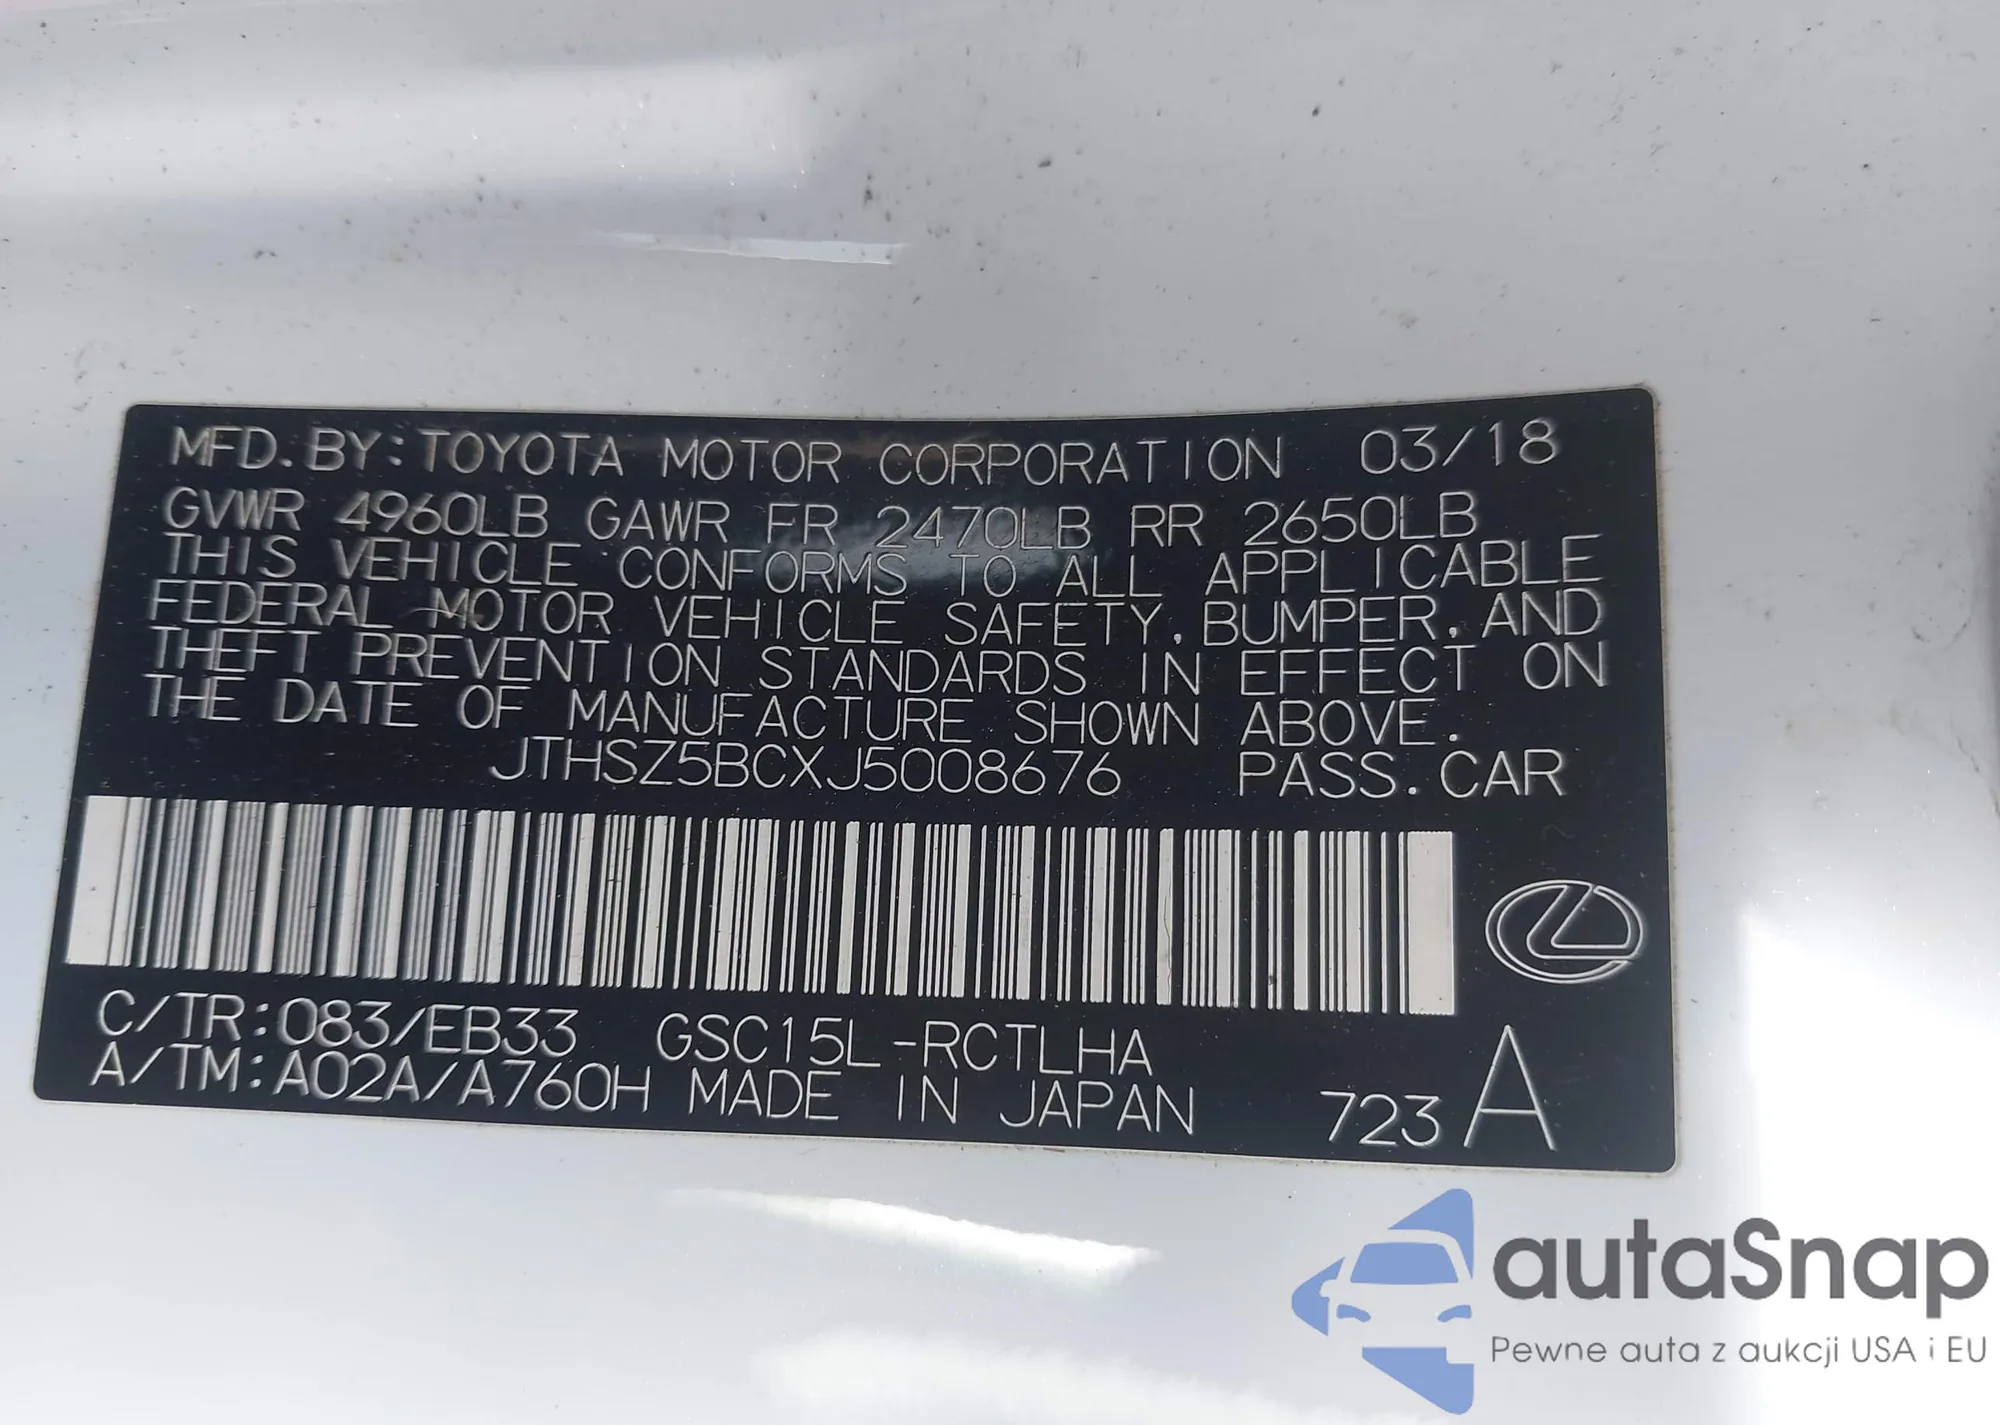 MFD. BY: TOYOTA MOTOR CORPORATION 03/18
GVWR 4960LB GAWR FR 2470LB RR 2650LB
THIS VEHICLE CONFORMS TO ALL APPLICABLE
FEDERAL MOTOR VEHICLE SAFETY, BUMPER, AND
THEFT PREVENTION STANDARDS IN EFFECT ON
THE DATE OF MANUFACTURE SHOWN ABOVE.
JTHSZ5BCXJ5008676 PASS. CAR
C/TR: 083/EB33 GSC15L-RCTLHA
A/TM: A02A/A760H MADE IN JAPAN 723 A
autaSnap
Pewne auta z aukcji USA i EU